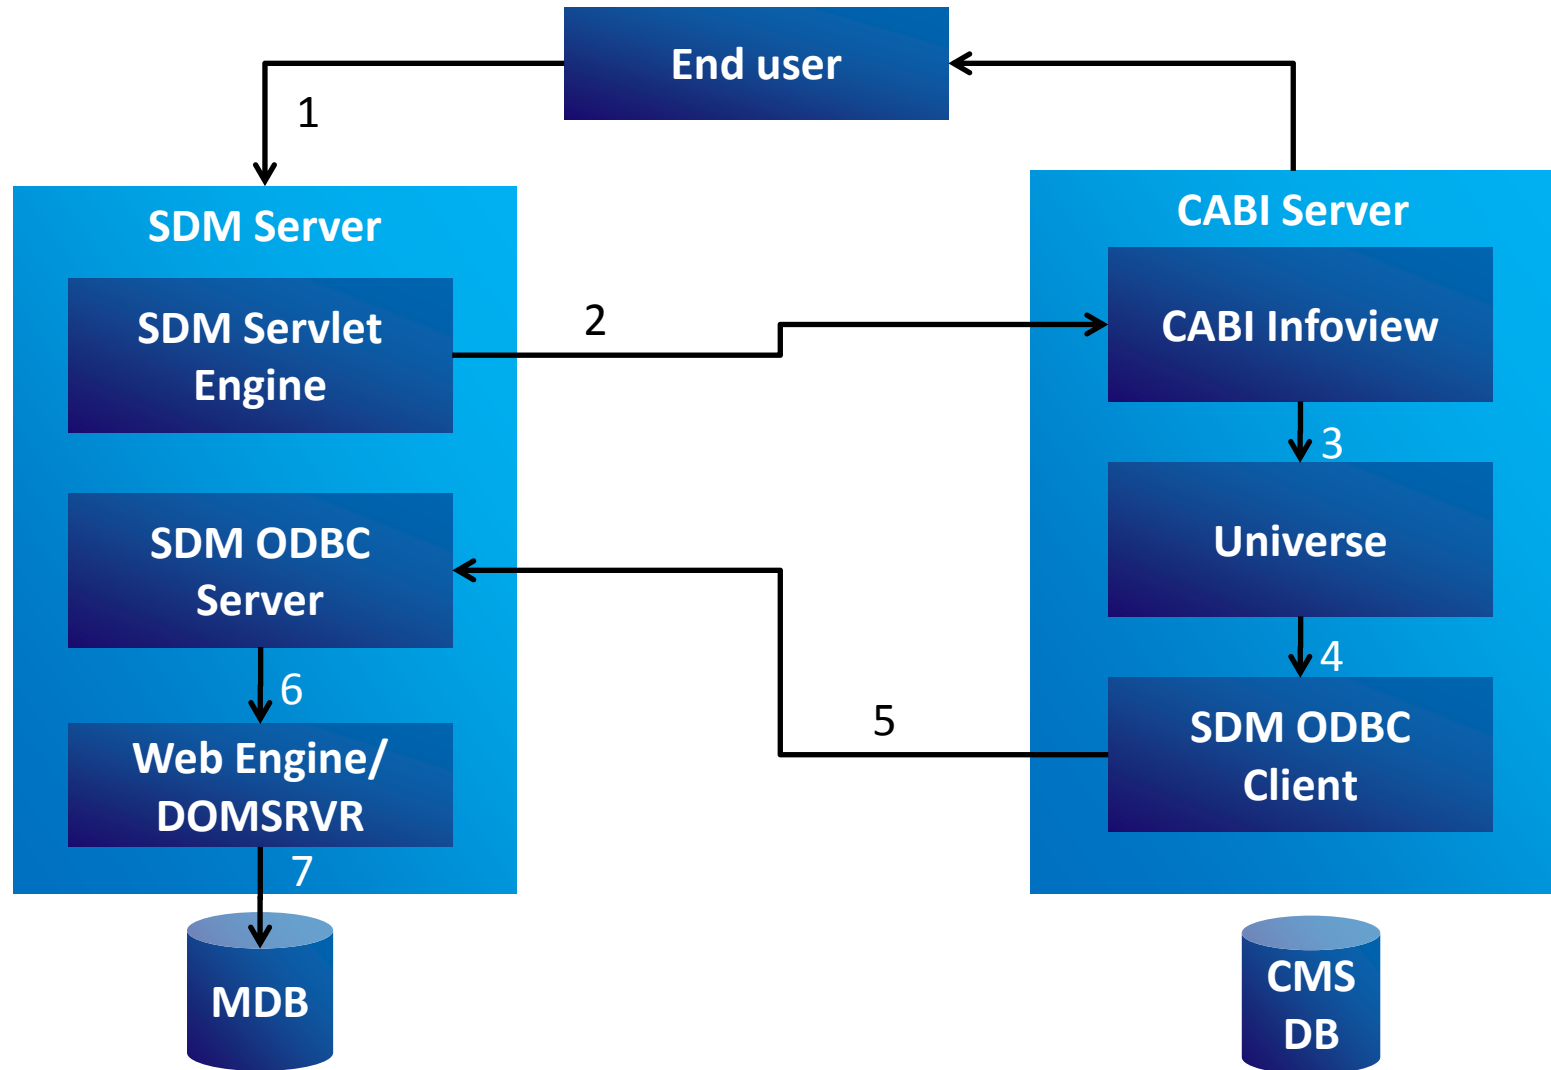 End user
1
SDM Server
CABI Server
SDM Servlet
Engine
2
CABI Infoview
3
SDM ODBC
Server
Universe
4
6
5
Web Engine/
DOMSRVR
SDM ODBC
Client
7
MDB
CMS
DB